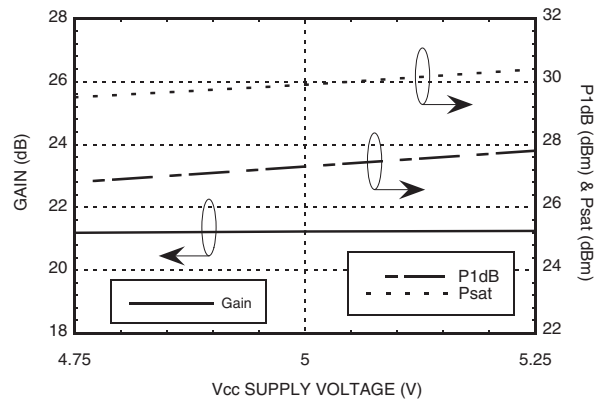 28
26
24
22
20
18
GAIN (dB)
32
30
28
26
24
22
P1dB (dBm) & Psat (dBm)
Gain
P1dB
Psat
4.75
5
5.25
Vcc SUPPLY VOLTAGE (V)